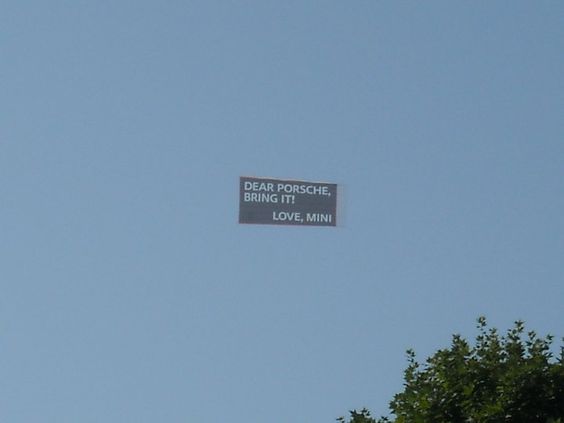 DEAR PORSCHE,
BRING IT!
LOVE, MINI